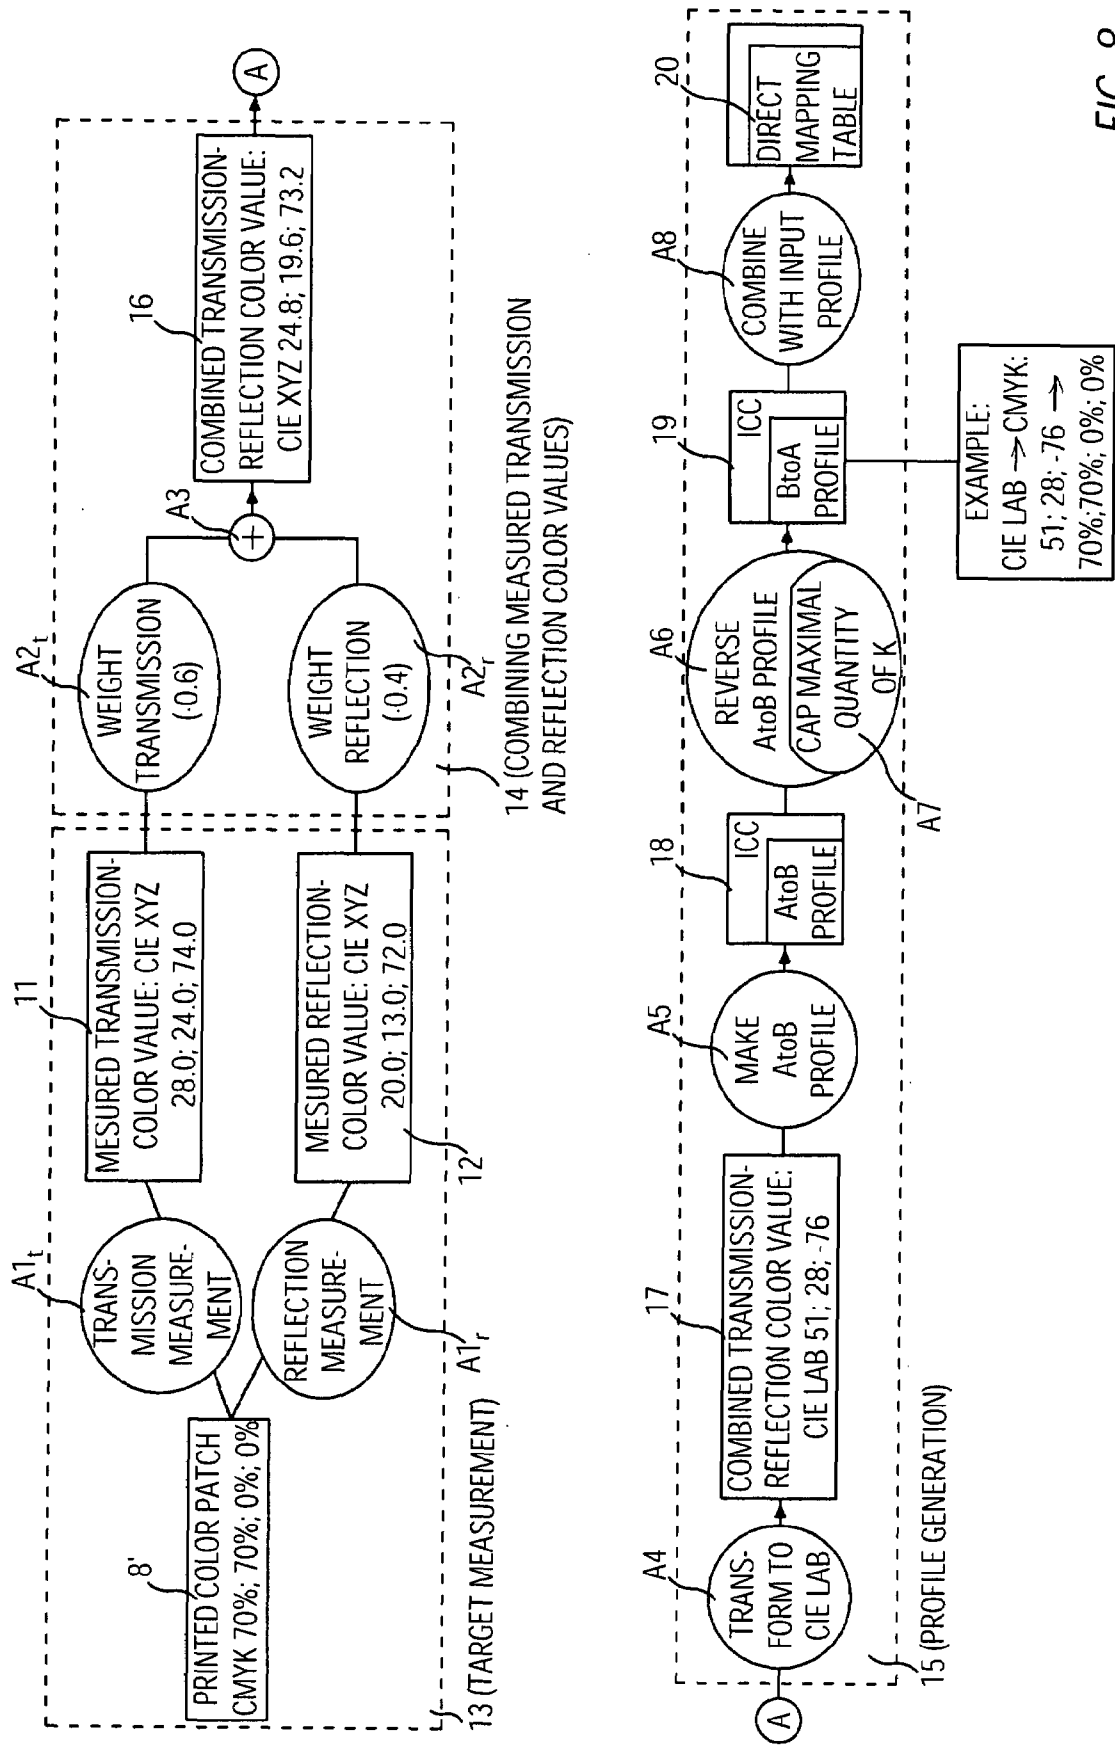 8'
PRINTED COLOR PATCH
CMYK 70%; 70%; 0%; 0%
A1t
TRANS-
MISSION
MEASURE-
MENT
REFLECTION
MEASURE-
MENT
A1r
11
MESURED TRANSMISSION-
COLOR VALUE: CIE XYZ
28.0; 24.0; 74.0
MESURED REFLECTION-
COLOR VALUE: CIE XYZ
20.0; 13.0; 72.0
12
13 (TARGET MEASUREMENT)
A2t
WEIGHT
TRANSMISSION
(·0.6)
WEIGHT
REFLECTION
(·0.4)
A2r
A3
+
16
COMBINED TRANSMISSION-
REFLECTION COLOR VALUE:
CIE XYZ 24.8; 19.6; 73.2
A
14 (COMBINING MEASURED TRANSMISSION
AND REFLECTION COLOR VALUES)
A
A4
TRANS-
FORM TO
CIE LAB
17
COMBINED TRANSMISSION-
REFLECTION COLOR VALUE:
CIE LAB 51; 28; -76
A5
MAKE
AtoB
PROFILE
18
ICC
AtoB
PROFILE
A6
REVERSE
AtoB PROFILE
CAP MAXIMAL
QUANTITY
OF K
A7
19
ICC
BtoA
PROFILE
A8
COMBINE
WITH INPUT
PROFILE
20
DIRECT
MAPPING
TABLE
15 (PROFILE GENERATION)
EXAMPLE:
CIE LAB → CMYK:
51; 28; -76 →
70%;70%; 0%; 0%
FIG. 8